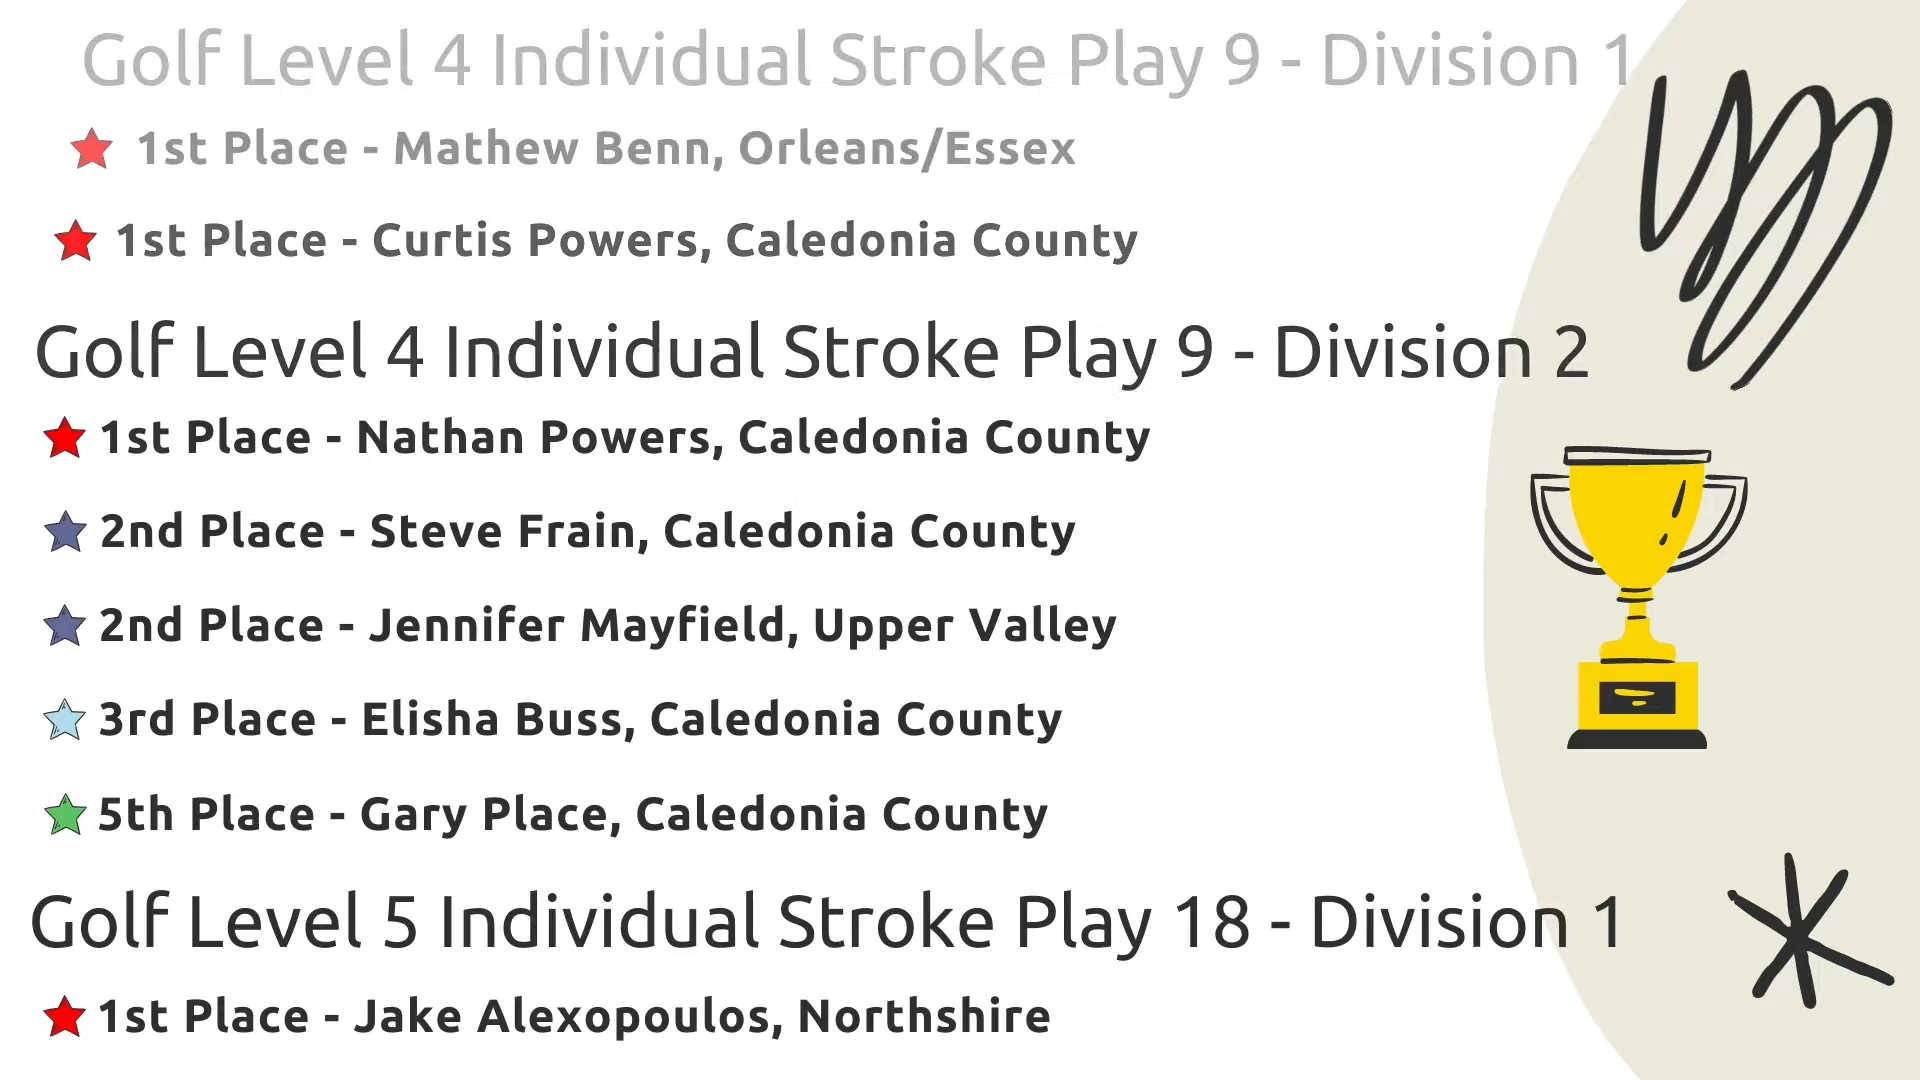 Golf Level 4 Individual Stroke Play 9 - Division 1
1st Place - Mathew Benn, Orleans/Essex
1st Place - Curtis Powers, Caledonia County
Golf Level 4 Individual Stroke Play 9 - Division 2
1st Place - Nathan Powers, Caledonia County
2nd Place - Steve Frain, Caledonia County
2nd Place - Jennifer Mayfield, Upper Valley
3rd Place - Elisha Buss, Caledonia County
5th Place - Gary Place, Caledonia County
Golf Level 5 Individual Stroke Play 18 - Division 1
1st Place - Jake Alexopoulos, Northshire